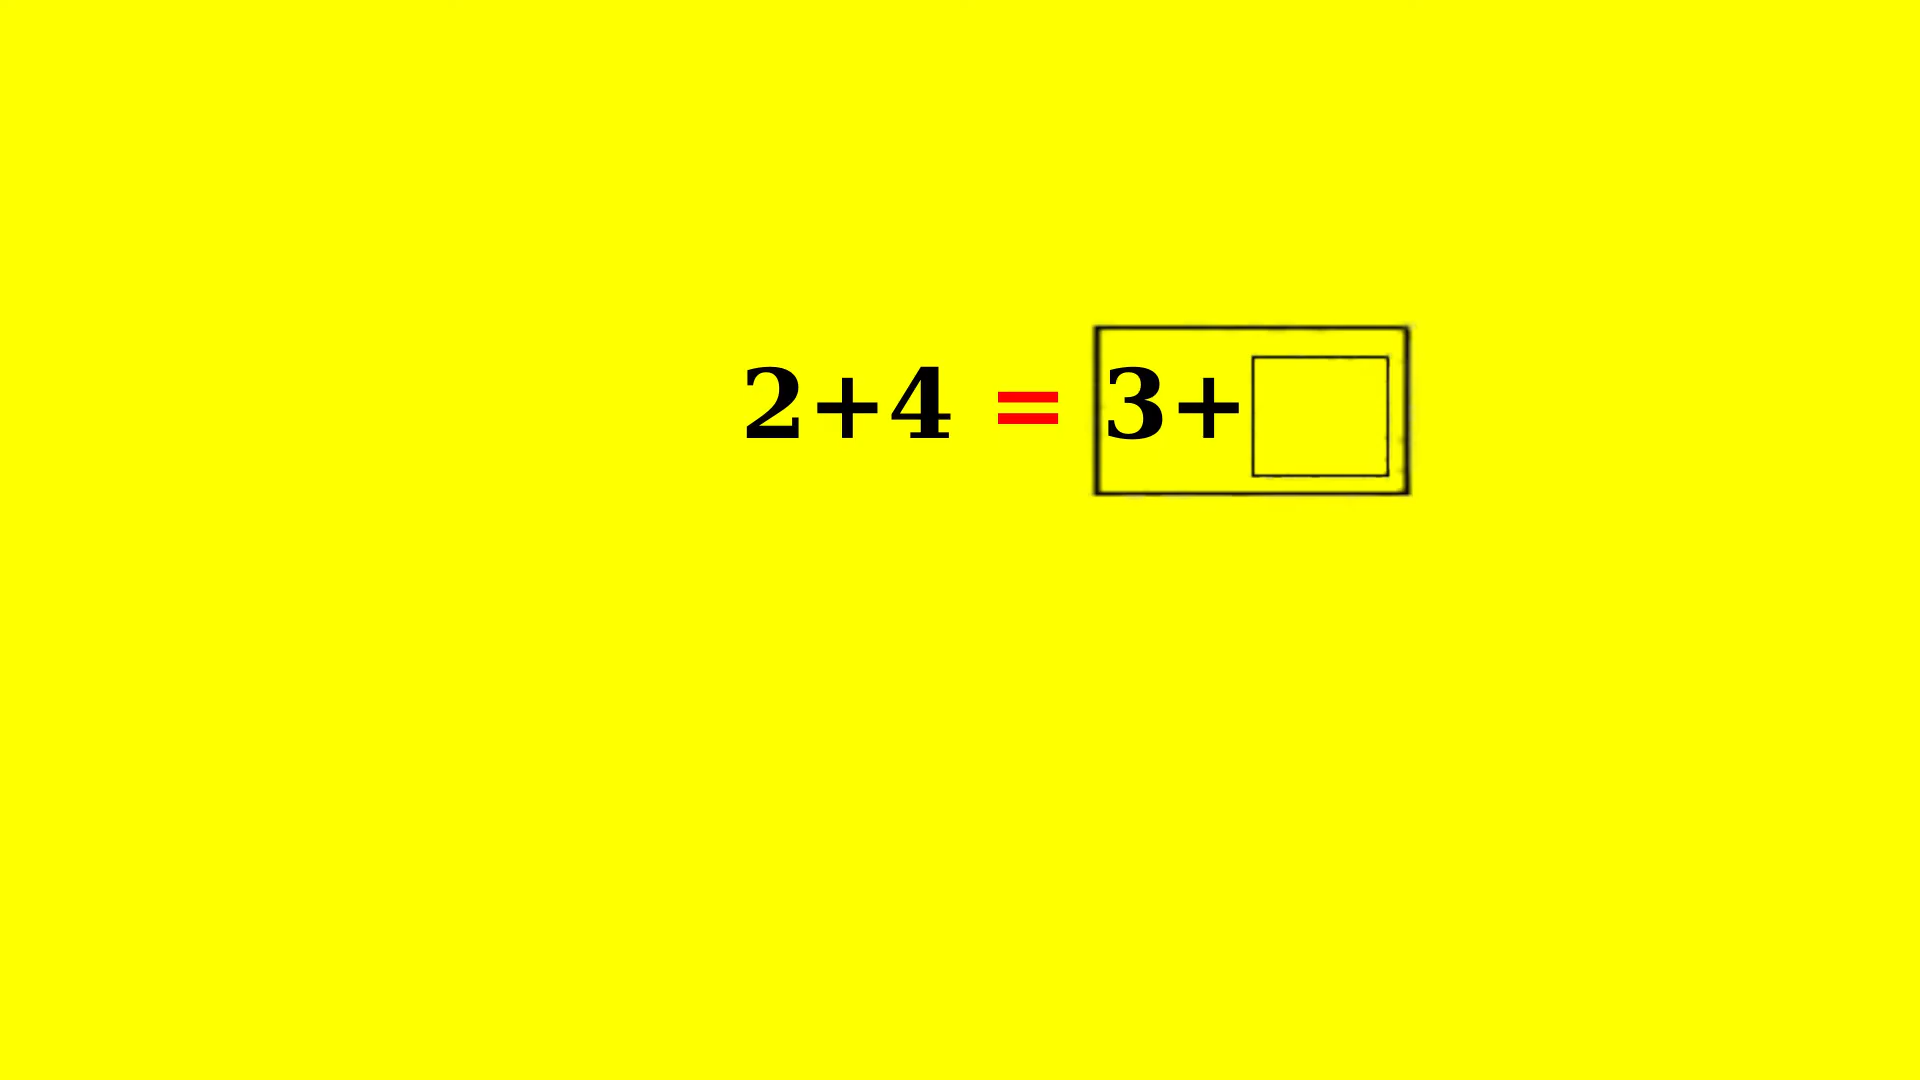 2+4 = 3+